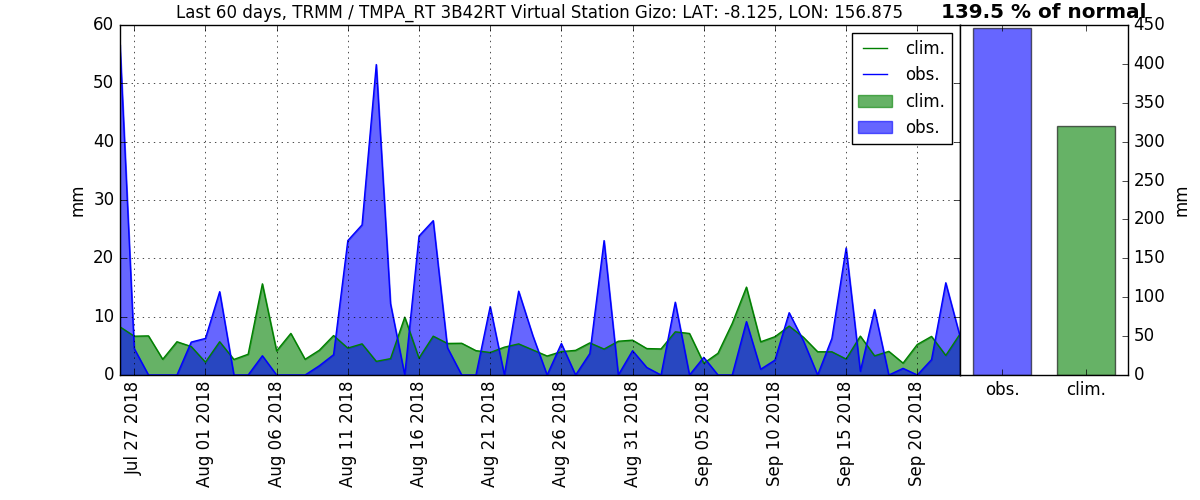 Last 60 days, TRMM / TMPA_RT 3B42RT Virtual Station Gizo: LAT: -8.125, LON: 156.875
139.5 % of normal
60
50
40
30
20
10
0
mm
clim.
obs.
clim.
obs.
450
400
350
300
250
200
150
100
50
0
mm
Jul 27 2018
Aug 01 2018
Aug 06 2018
Aug 11 2018
Aug 16 2018
Aug 21 2018
Aug 26 2018
Aug 31 2018
Sep 05 2018
Sep 10 2018
Sep 15 2018
Sep 20 2018
obs.
clim.